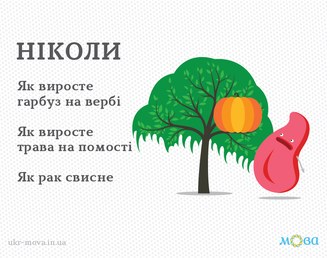 НІКОЛИ
Як виросте
гарбуз на вербі
Як виросте
трава на помості
Як рак свисне
ukr-mova.in.ua
мова